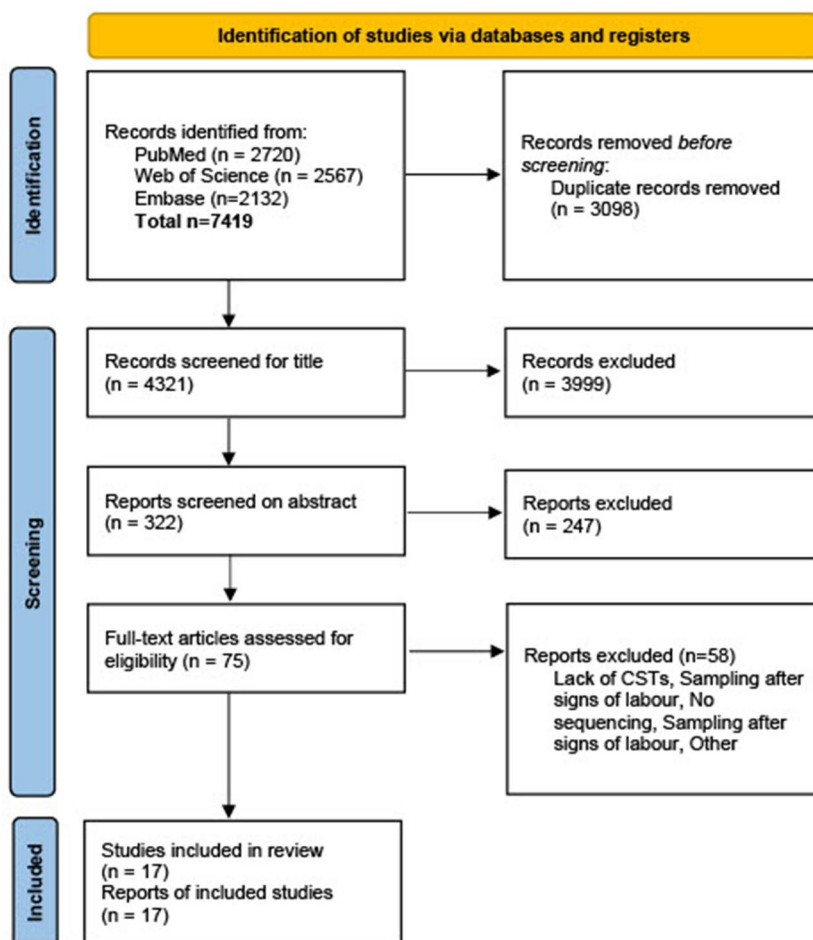 Identification of studies via databases and registers
Identification
Records identified from:
PubMed (n = 2720)
Web of Science (n = 2567)
Embase (n=2132)
Total n=7419
Records removed before
screening:
Duplicate records removed
(n = 3098)
Screening
Records screened for title
(n = 4321)
Records excluded
(n = 3999)
Reports screened on abstract
(n = 322)
Reports excluded
(n = 247)
Full-text articles assessed for
eligibility (n = 75)
Reports excluded (n=58)
Lack of CSTs, Sampling after
signs of labour, No
sequencing, Sampling after
signs of labour, Other
Included
Studies included in review
(n = 17)
Reports of included studies
(n = 17)